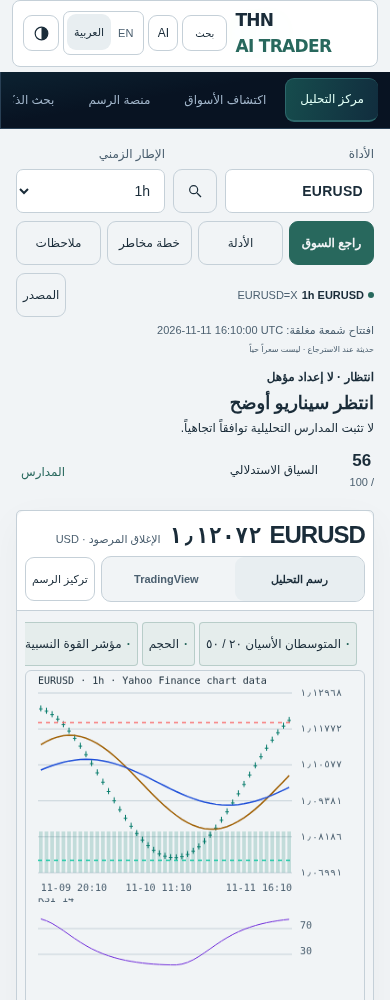 THN
AI TRADER
بحث
AI
EN
العربية
مركز التحليل
اكتشاف الأسواق
منصة الرسم
الأداة
الإطار الزمني
EURUSD
1h
راجع السوق
الأدلة
خطة مخاطر
ملاحظات
EURUSD=X 1h EURUSD
المصدر
افتتاح شمعة مغلقة: 2026-11-11 16:10:00 UTC
حديثة عند الاسترجاع · ليست سعراً حياً
انتظار · لا إعداد مؤهل
انتظر سيناريو أوضح
لا تثبت المدارس التحليلية توافقاً اتجاهياً.
56
/ 100
السياق الاستدلالي
المدارس
EURUSD ١٫١٢٠٧٢ الإغلاق المرصود · USD
رسم التحليل
TradingView
تركيز الرسم
· المتوسطان الأسيان ٢٠ / ٥٠
· الحجم
· مؤشر القوة النسبية
EURUSD · 1h · Yahoo Finance chart data
١٫١٢٩٦٨
١٫١١٧٧٢
١٫١٠٥٧٧
١٫٠٩٣٨١
١٫٠٨١٨٦
١٫٠٦٩٩١
11-09 20:10
11-10 11:10
11-11 16:10
RSI 14
70
30